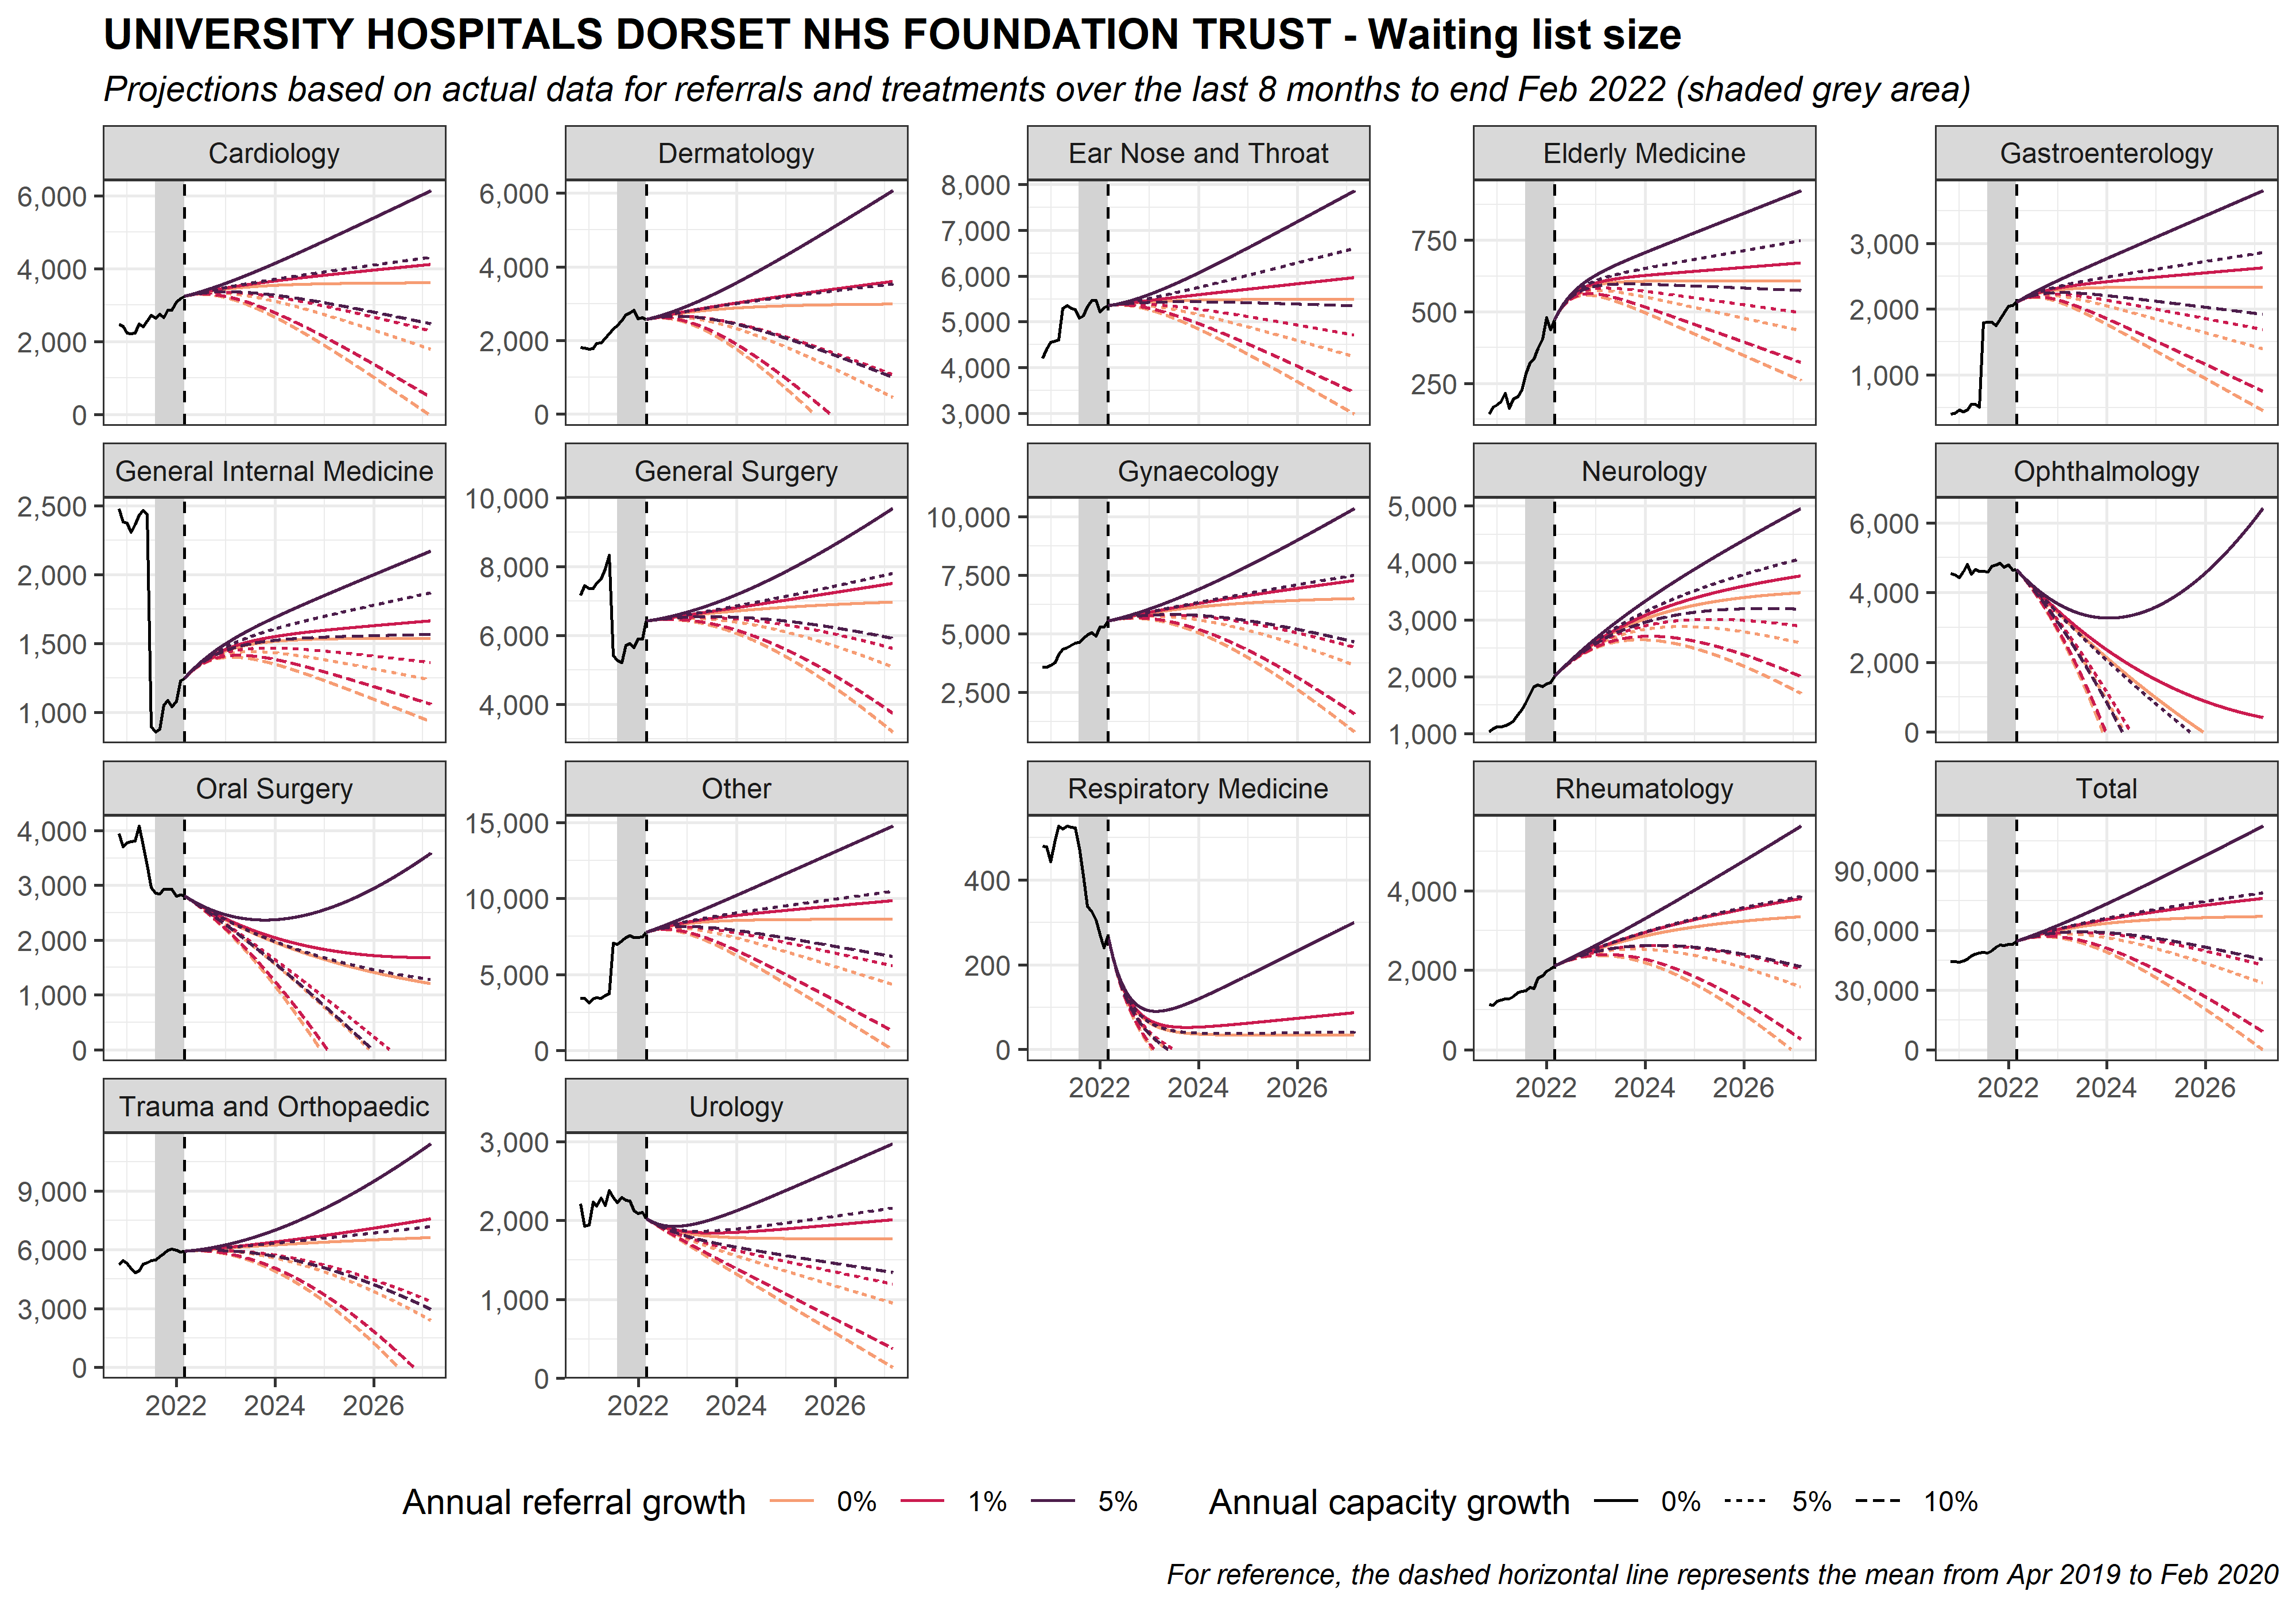 UNIVERSITY HOSPITALS DORSET NHS FOUNDATION TRUST - Waiting list size
Projections based on actual data for referrals and treatments over the last 8 months to end Feb 2022 (shaded grey area)
Cardiology
6,000
4,000
2,000
0
Dermatology
6,000
4,000
2,000
0
Ear Nose and Throat
8,000
7,000
6,000
5,000
4,000
3,000
Elderly Medicine
750
500
250
Gastroenterology
3,000
2,000
1,000
General Internal Medicine
2,500
2,000
1,500
1,000
General Surgery
10,000
8,000
6,000
4,000
Gynaecology
10,000
7,500
5,000
2,500
Neurology
5,000
4,000
3,000
2,000
1,000
Ophthalmology
6,000
4,000
2,000
0
Oral Surgery
4,000
3,000
2,000
1,000
0
Other
15,000
10,000
5,000
0
Respiratory Medicine
400
200
0
2022 2024 2026
Rheumatology
4,000
2,000
0
2022 2024 2026
Total
90,000
60,000
30,000
0
2022 2024 2026
Trauma and Orthopaedic
9,000
6,000
3,000
0
2022 2024 2026
Urology
3,000
2,000
1,000
0
2022 2024 2026
Annual referral growth 0% 1% 5% Annual capacity growth 0% 5% 10%
For reference, the dashed horizontal line represents the mean from Apr 2019 to Feb 2020